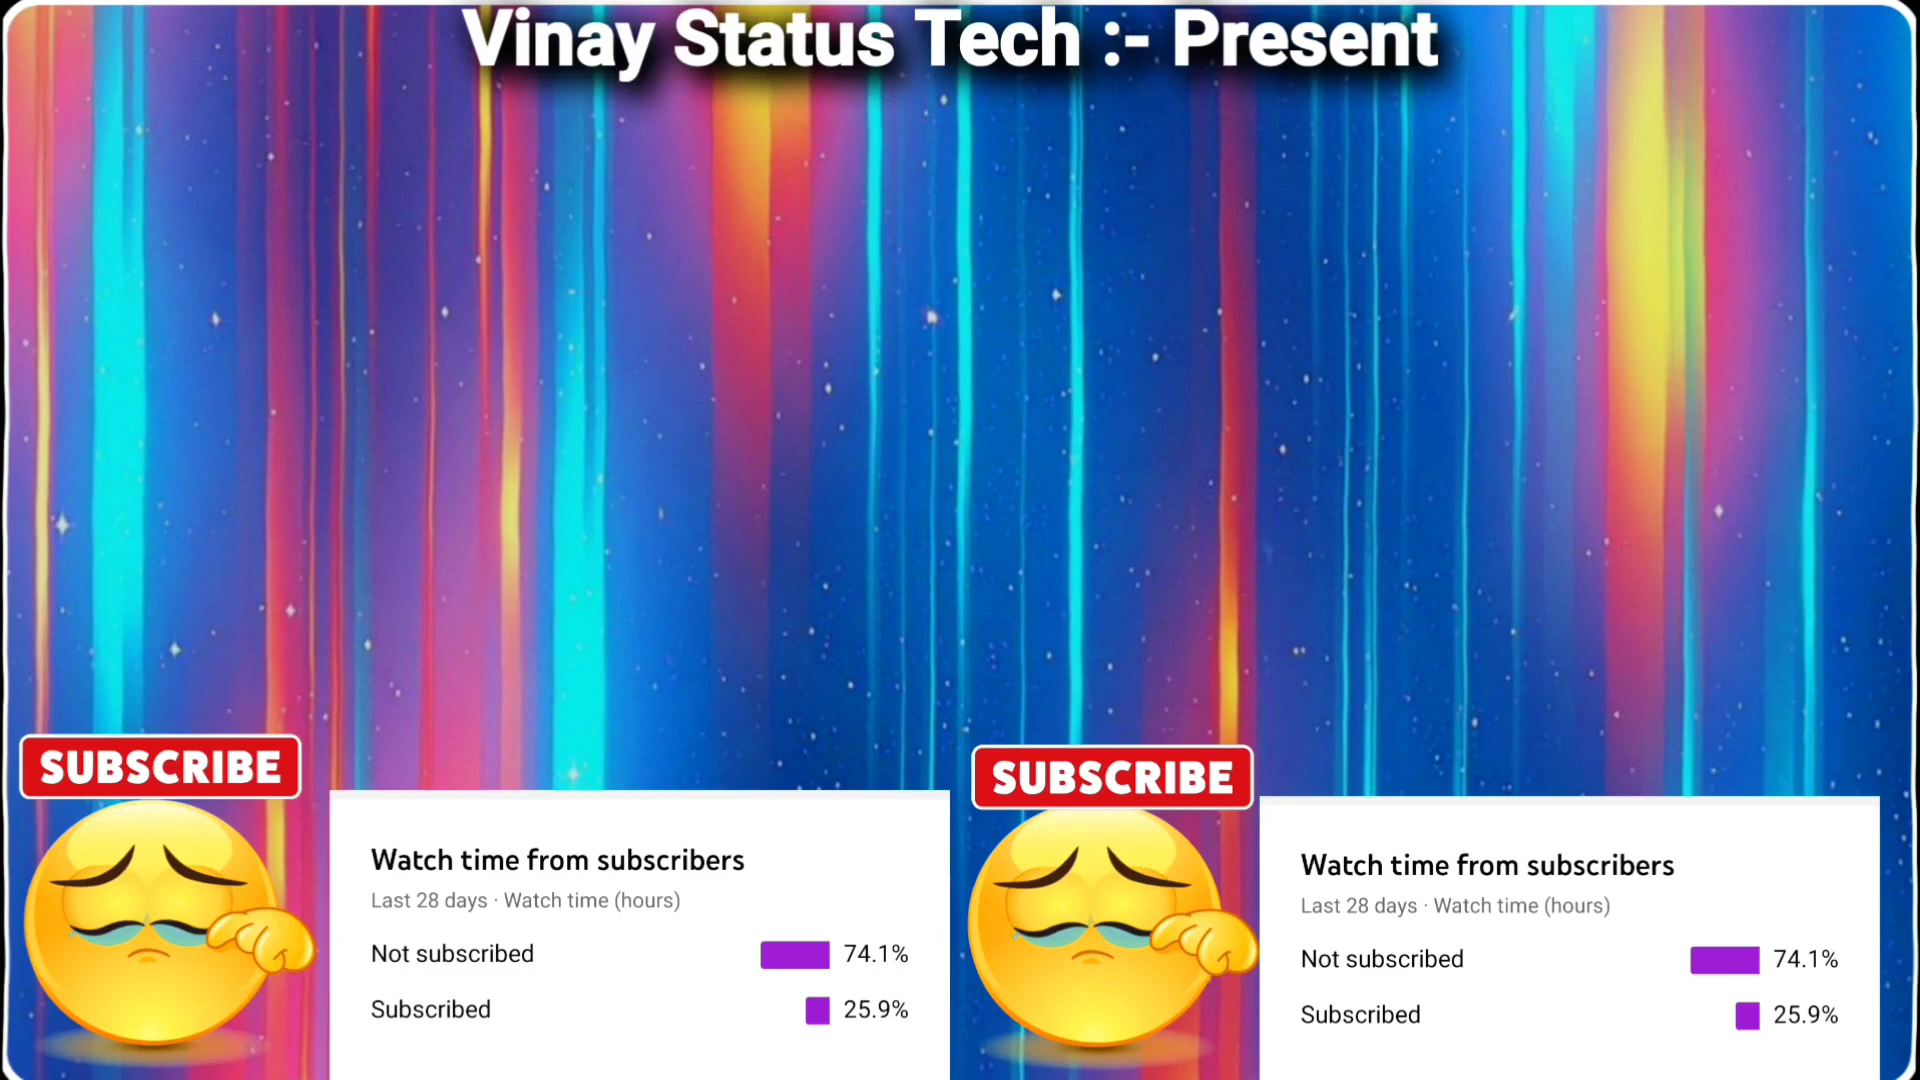 Vinay Status Tech :- Present
SUBSCRIBE
Watch time from subscribers
Last 28 days · Watch time (hours)
Not subscribed 74.1%
Subscribed 25.9%
SUBSCRIBE
Watch time from subscribers
Last 28 days · Watch time (hours)
Not subscribed 74.1%
Subscribed 25.9%